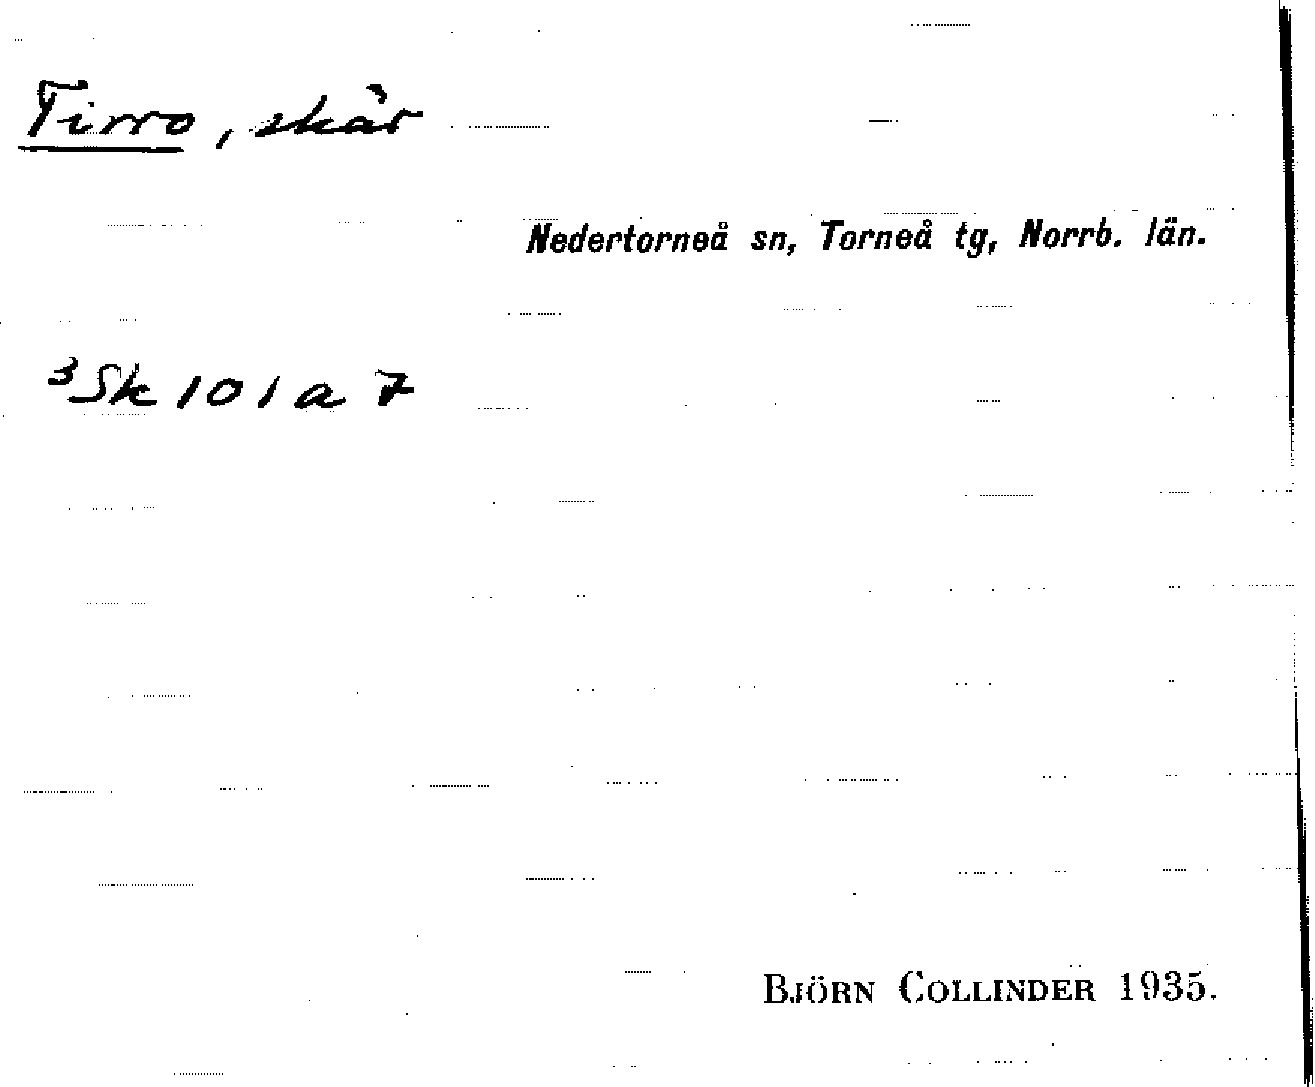 Tirro, skär
Nedertorneå sn, Torneå tg, Norrb. län.
³Sk 101 a 7
BJÖRN COLLINDER 1935.